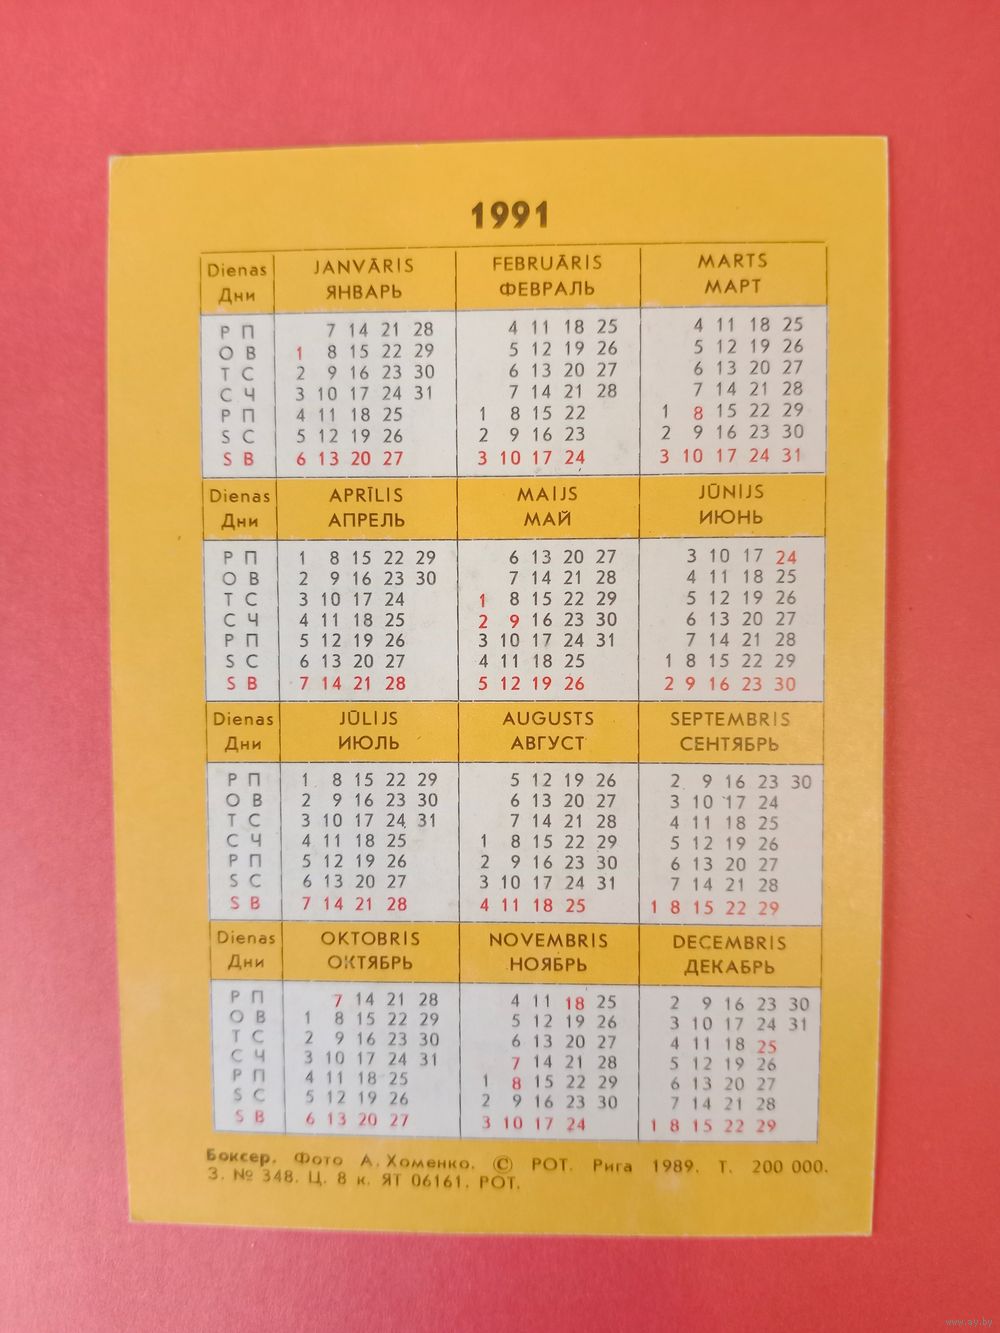 1991
Dienas JANVĀRIS FEBRUĀRIS MARTS
Дни ЯНВАРЬ ФЕВРАЛЬ МАРТ
P П 7 14 21 28 4 11 18 25 4 11 18 25
O В 1 8 15 22 29 5 12 19 26 5 12 19 26
T С 2 9 16 23 30 6 13 20 27 6 13 20 27
C Ч 3 10 17 24 31 7 14 21 28 7 14 21 28
P П 4 11 18 25 1 8 15 22 1 8 15 22 29
S С 5 12 19 26 2 9 16 23 2 9 16 23 30
S В 6 13 20 27 3 10 17 24 3 10 17 24 31
Dienas APRĪLIS MAIJS JŪNIJS
Дни АПРЕЛЬ МАЙ ИЮНЬ
P П 1 8 15 22 29 6 13 20 27 3 10 17 24
O В 2 9 16 23 30 7 14 21 28 4 11 18 25
T С 3 10 17 24 1 8 15 22 29 5 12 19 26
C Ч 4 11 18 25 2 9 16 23 30 6 13 20 27
P П 5 12 19 26 3 10 17 24 31 7 14 21 28
S С 6 13 20 27 4 11 18 25 1 8 15 22 29
S В 7 14 21 28 5 12 19 26 2 9 16 23 30
Dienas JŪLIJS AUGUSTS SEPTEMBRIS
Дни ИЮЛЬ АВГУСТ СЕНТЯБРЬ
P П 1 8 15 22 29 5 12 19 26 2 9 16 23 30
O В 2 9 16 23 30 6 13 20 27 3 10 17 24
T С 3 10 17 24 31 7 14 21 28 4 11 18 25
C Ч 4 11 18 25 1 8 15 22 29 5 12 19 26
P П 5 12 19 26 2 9 16 23 30 6 13 20 27
S С 6 13 20 27 3 10 17 24 31 7 14 21 28
S В 7 14 21 28 4 11 18 25 1 8 15 22 29
Dienas OKTOBRIS NOVEMBRIS DECEMBRIS
Дни ОКТЯБРЬ НОЯБРЬ ДЕКАБРЬ
P П 7 14 21 28 4 11 18 25 2 9 16 23 30
O В 1 8 15 22 29 5 12 19 26 3 10 17 24 31
T С 2 9 16 23 30 6 13 20 27 4 11 18 25
C Ч 3 10 17 24 31 7 14 21 28 5 12 19 26
P П 4 11 18 25 1 8 15 22 29 6 13 20 27
S С 5 12 19 26 2 9 16 23 30 7 14 21 28
S В 6 13 20 27 3 10 17 24 1 8 15 22 29
Боксер. Фото А. Хоменко. © РОТ. Рига 1989. Т. 200 000.
З. № 348. Ц. 8 к. ЯТ 06161. РОТ.
www.ay.by